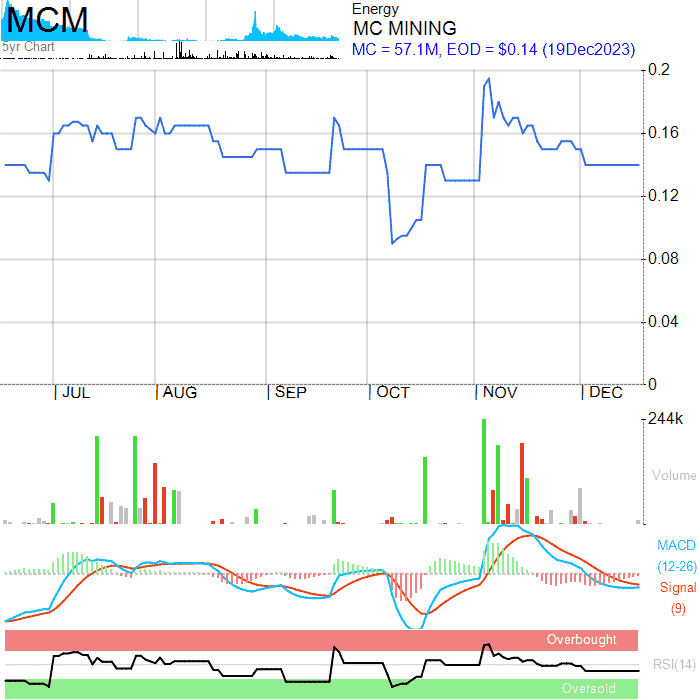 MCM
5yr Chart
Energy
MC MINING
MC = 57.1M, EOD = $0.14 (19Dec2023)
0.2
0.16
0.12
0.08
0.04
0
JUL AUG SEP OCT NOV DEC
244k
Volume
MACD
(12-26)
Signal
(9)
Overbought
RSI(14)
Oversold